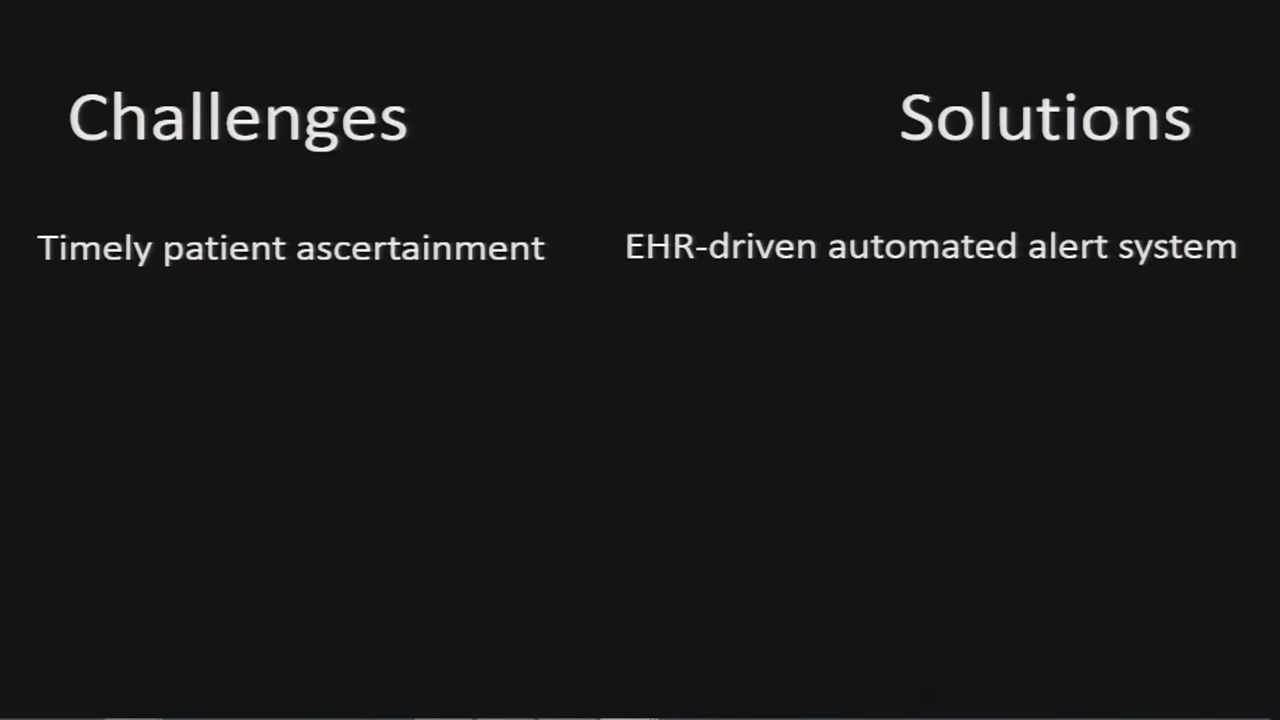 Challenges
Solutions
Timely patient ascertainment
EHR-driven automated alert system